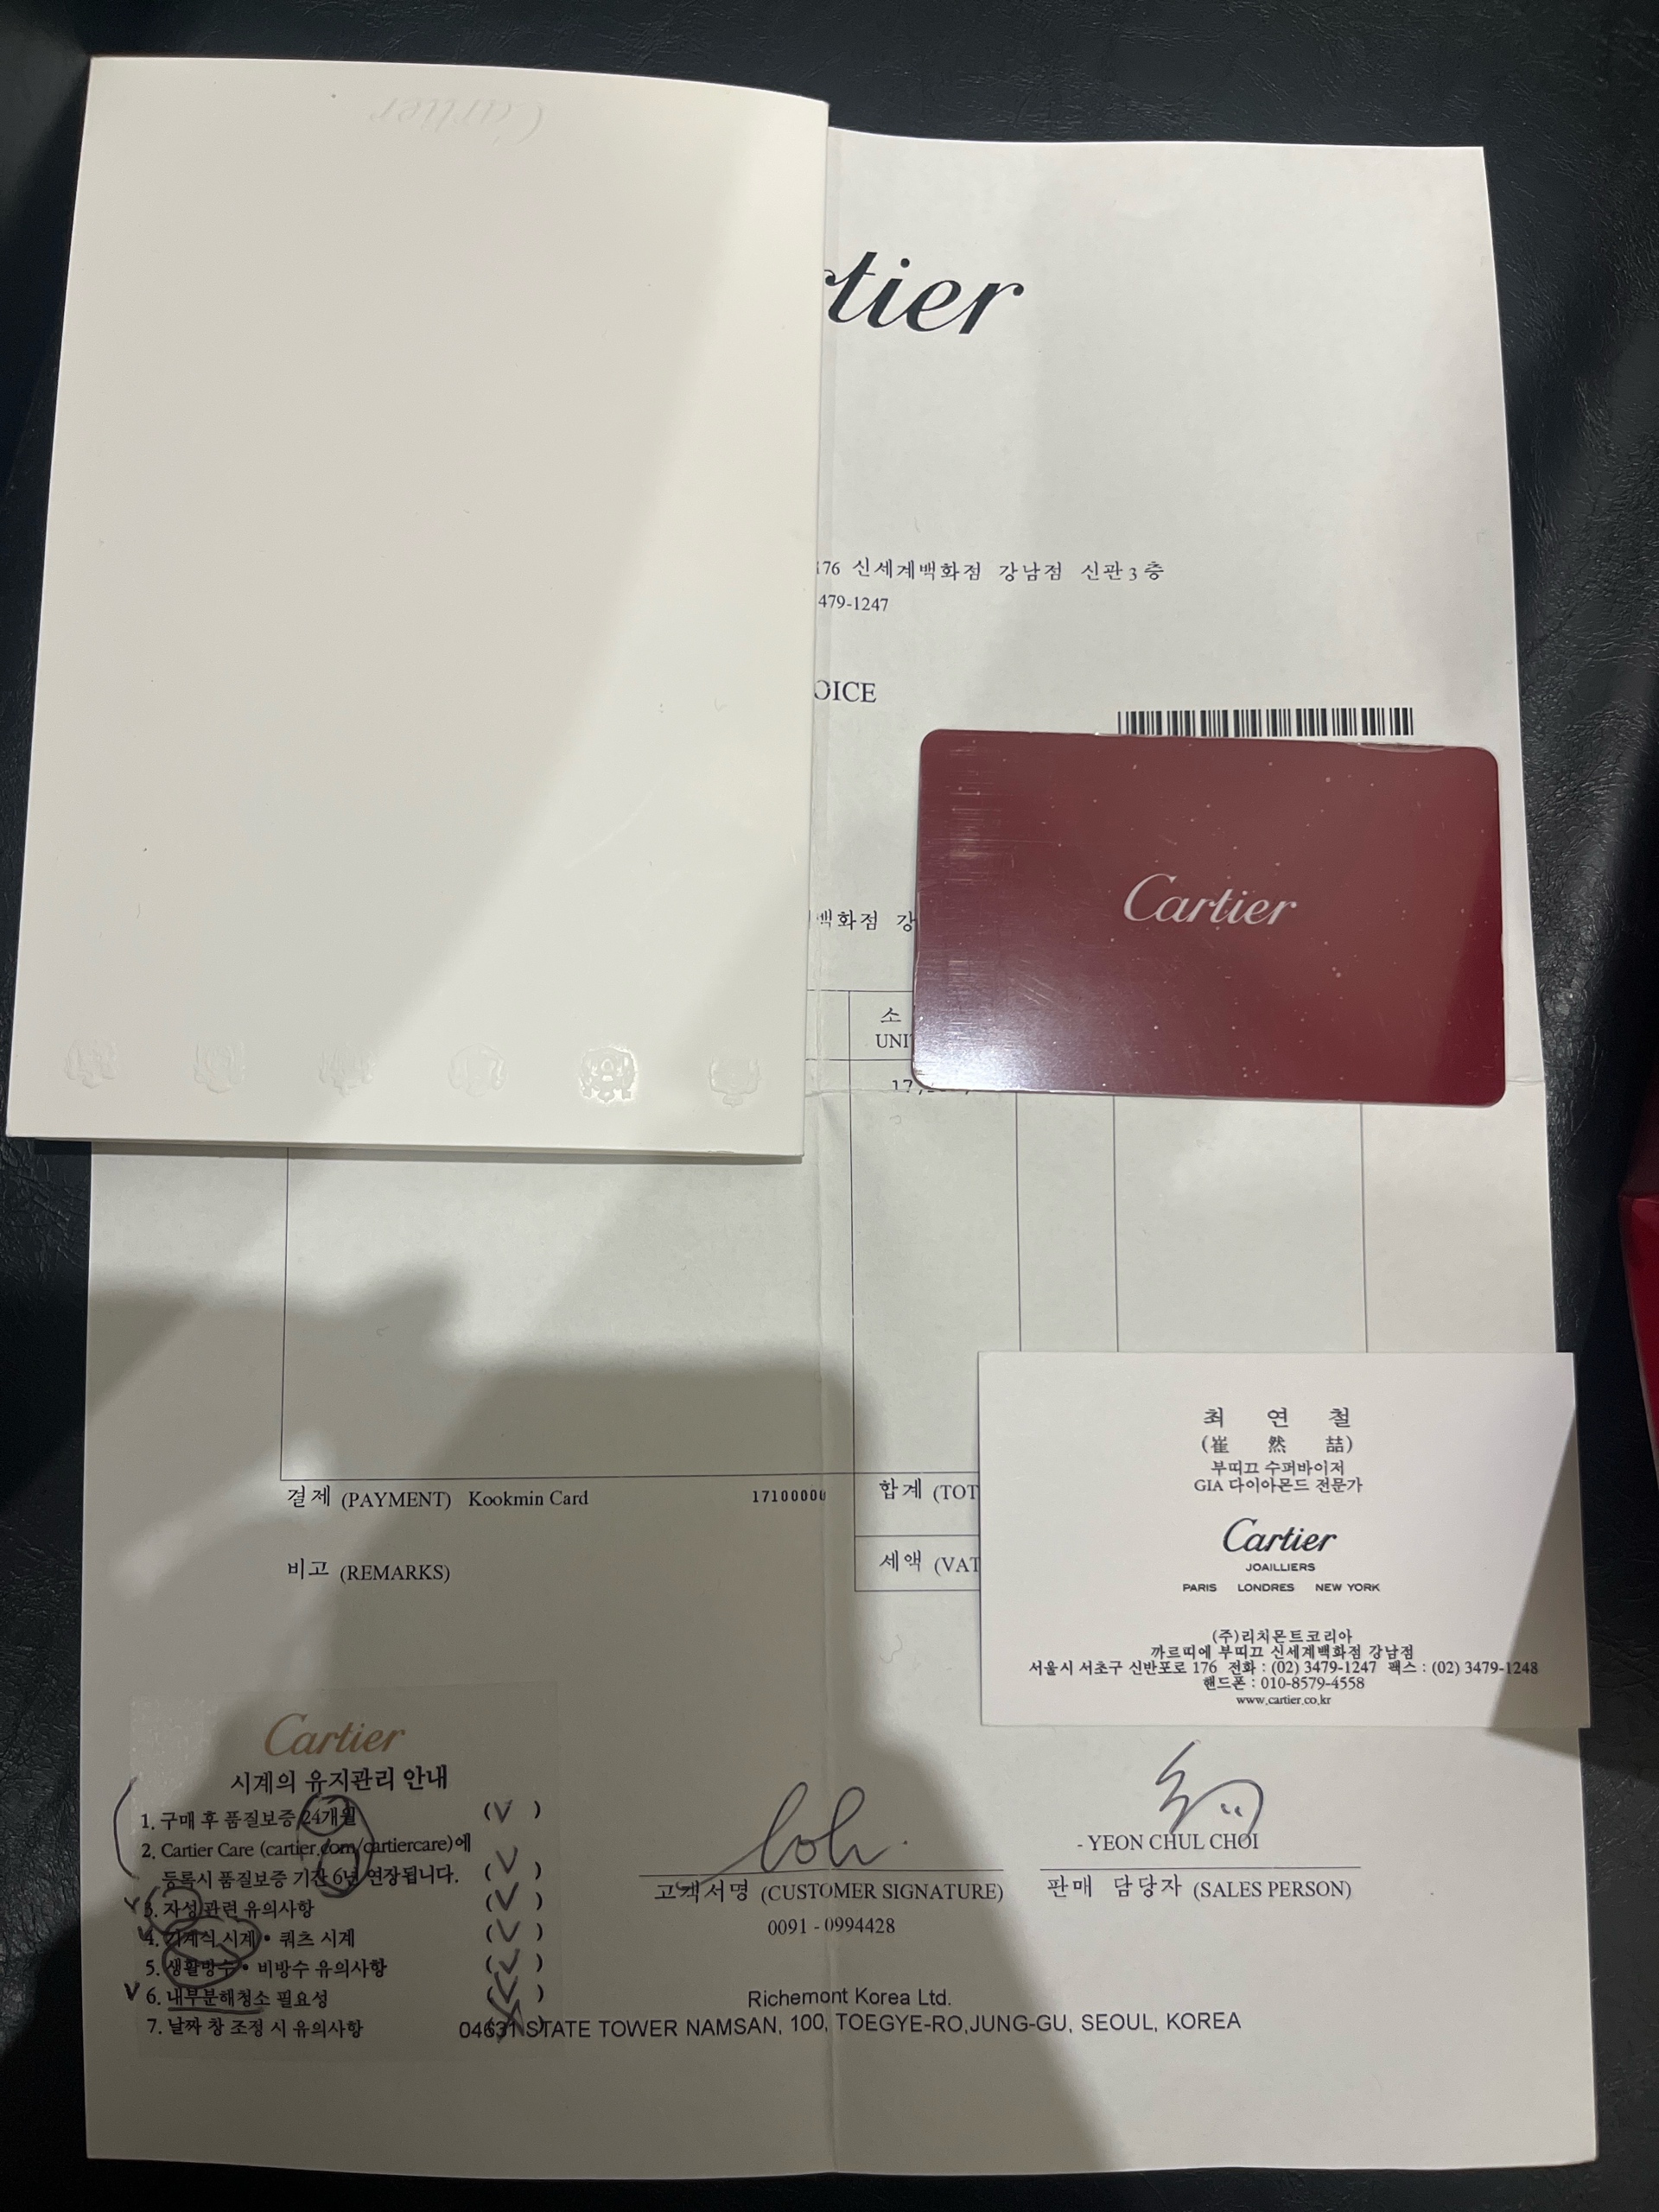 Cartier
rtier
176 신세계백화점 강남점 신관3층
479-1247
OICE
Cartier
백화점 강
소
UNI
17,
결제 (PAYMENT) Kookmin Card 17100000
합계 (TOT
비고 (REMARKS)
세액 (VAT
최 연 철
(崔 然 喆)
부띠끄 수퍼바이저
GIA 다이아몬드 전문가
Cartier
JOAILLIERS
PARIS LONDRES NEW YORK
(주)리치몬트코리아
까르띠에 부띠끄 신세계백화점 강남점
서울시 서초구 신반포로 176 전화 : (02) 3479-1247 팩스 : (02) 3479-1248
핸드폰 : 010-8579-4558
www.cartier.co.kr
Cartier
시계의 유지관리 안내
1. 구매 후 품질보증 24개월 (V)
2. Cartier Care (cartier.com/cartiercare)에
등록시 품질보증 기간 6년 연장됩니다. (V)
3. 자성 관련 유의사항 (V)
4. 기계식 시계 • 쿼츠 시계 (V)
5. 생활방수 • 비방수 유의사항 (V)
V 6. 내부분해청소 필요성 (V)
7. 날짜 창 조정 시 유의사항
- YEON CHUL CHOI
고객서명 (CUSTOMER SIGNATURE)
판매 담당자 (SALES PERSON)
0091 - 0994428
Richemont Korea Ltd.
04631 STATE TOWER NAMSAN, 100, TOEGYE-RO,JUNG-GU, SEOUL, KOREA